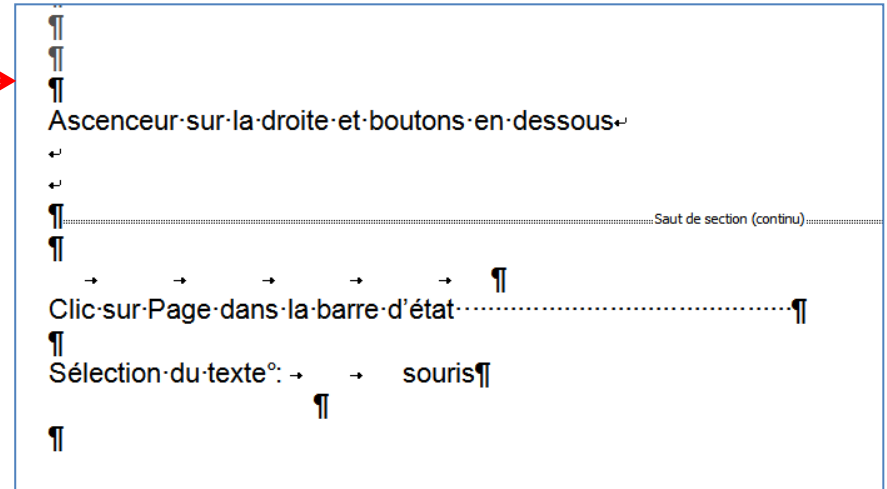 ¶
¶
¶
Ascenceur·sur·la·droite·et·boutons·en·dessous↵
↵
↵
¶ Saut de section (continu)
¶
→ → → → → ¶
Clic·sur·Page·dans·la·barre·d’état·········································¶
¶
Sélection·du·texte°: → → souris¶
¶
¶